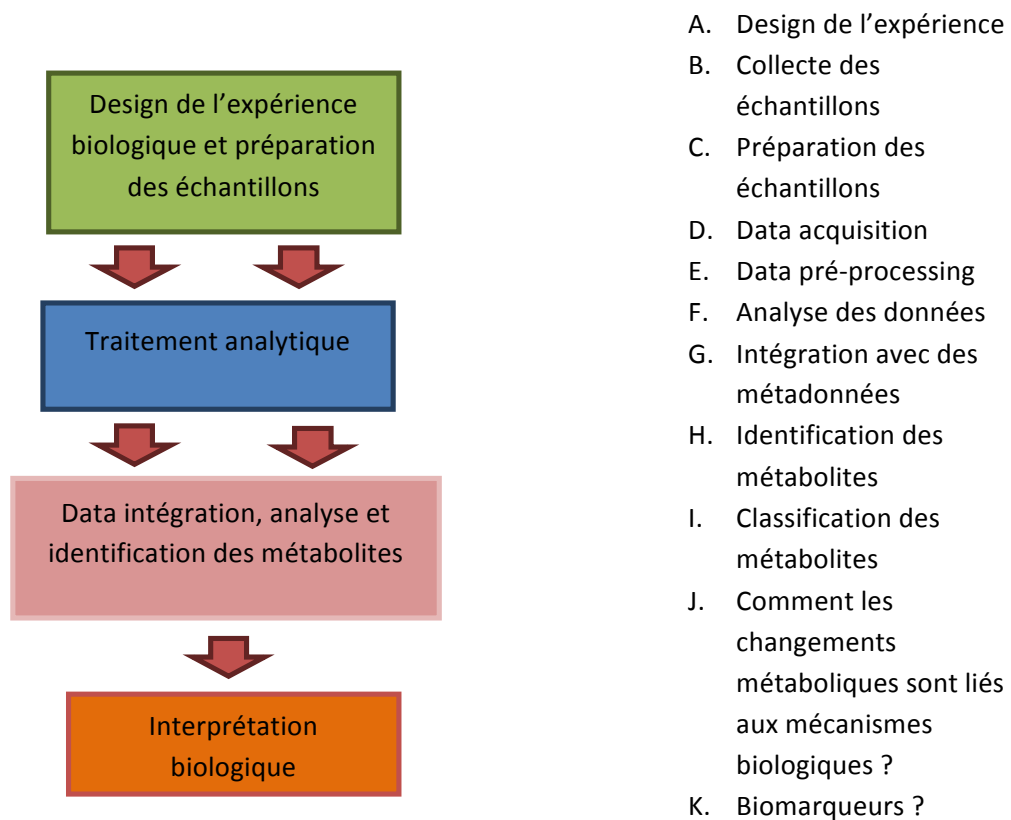 Design de l’expérience
biologique et préparation
des échantillons
Traitement analytique
Data intégration, analyse et
identification des métabolites
Interprétation
biologique
A. Design de l’expérience
B. Collecte des
échantillons
C. Préparation des
échantillons
D. Data acquisition
E. Data pré-processing
F. Analyse des données
G. Intégration avec des
métadonnées
H. Identification des
métabolites
I. Classification des
métabolites
J. Comment les
changements
métaboliques sont liés
aux mécanismes
biologiques ?
K. Biomarqueurs ?